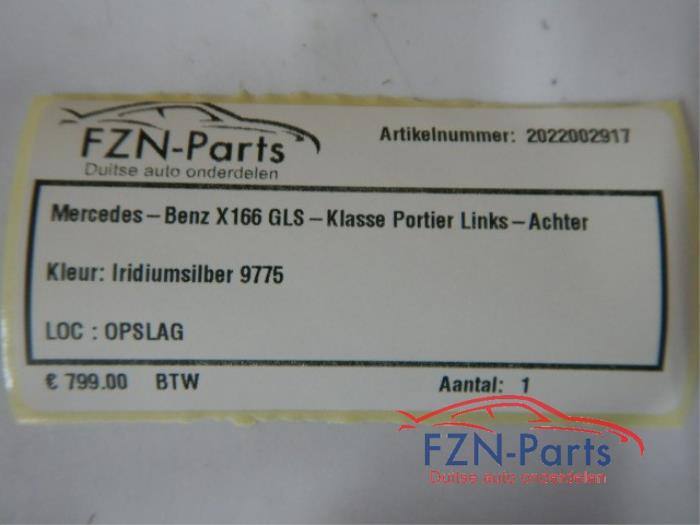 FZN-Parts
Duitse auto onderdelen
Artikelnummer: 2022002917
Mercedes-Benz X166 GLS-Klasse Portier Links-Achter
Kleur: Iridiumsilber 9775
LOC : OPSLAG
€ 799.00 BTW
Aantal: 1
FZN-Parts
Duitse auto onderdelen